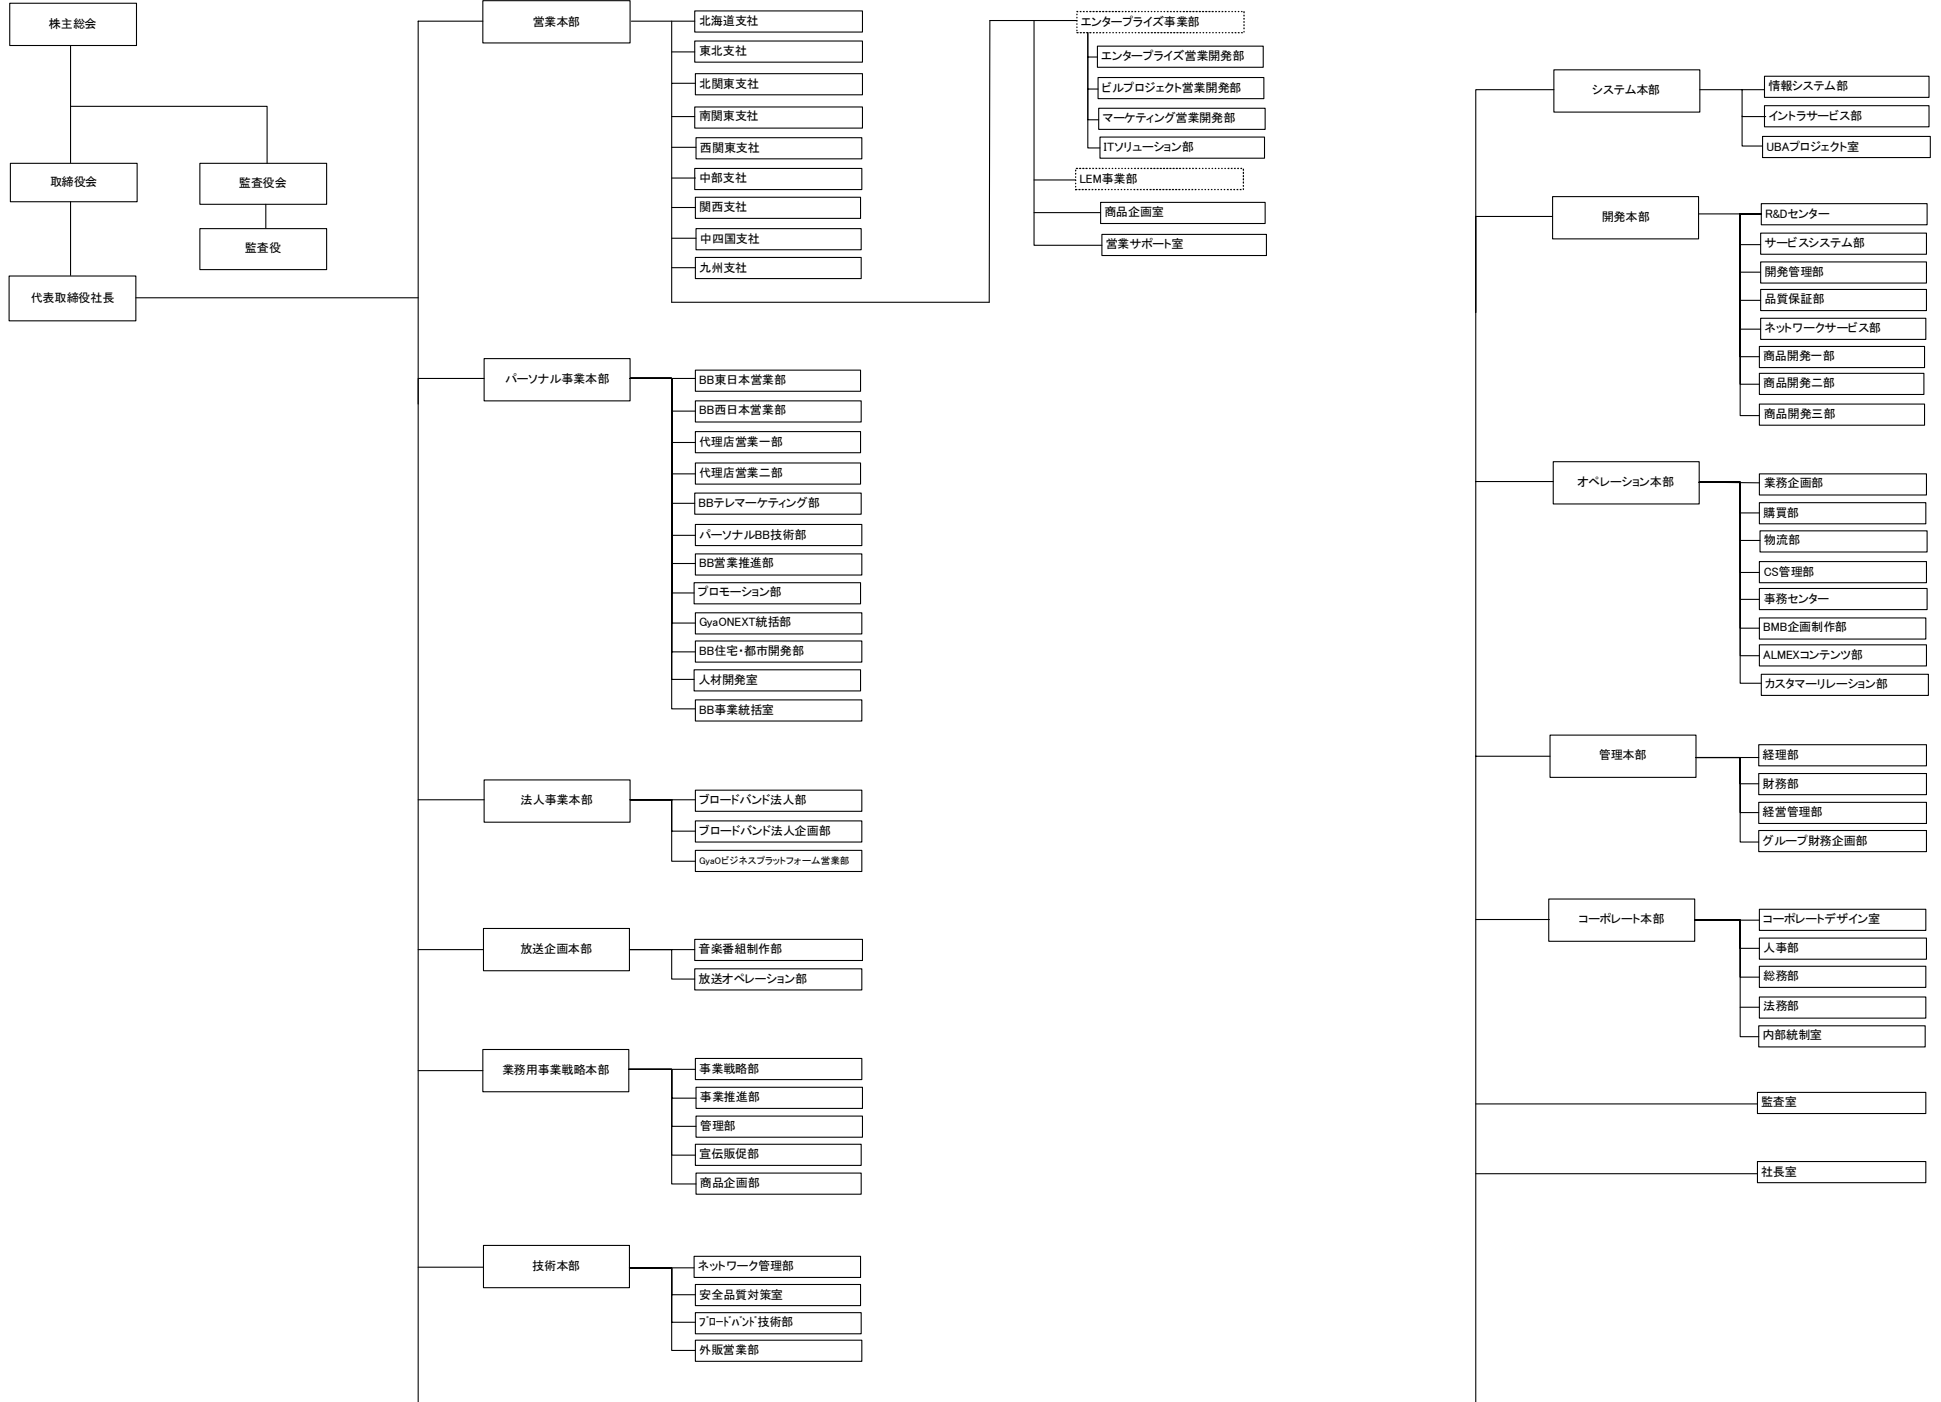 株主総会
取締役会
監査役会
監査役
代表取締役社長
営業本部
北海道支社
東北支社
北関東支社
南関東支社
西関東支社
中部支社
関西支社
中四国支社
九州支社
エンタープライズ事業部
エンタープライズ営業開発部
ビルプロジェクト営業開発部
マーケティング営業開発部
ITソリューション部
LEM事業部
商品企画室
営業サポート室
パーソナル事業本部
BB東日本営業部
BB西日本営業部
代理店営業一部
代理店営業二部
BBテレマーケティング部
パーソナルBB技術部
BB営業推進部
プロモーション部
GyaONEXT統括部
BB住宅・都市開発部
人材開発室
BB事業統括室
法人事業本部
ブロードバンド法人部
ブロードバンド法人企画部
GyaOビジネスプラットフォーム営業部
放送企画本部
音楽番組制作部
放送オペレーション部
業務用事業戦略本部
事業戦略部
事業推進部
管理部
宣伝販促部
商品企画部
技術本部
ネットワーク管理部
安全品質対策室
ブロードバンド技術部
外販営業部
システム本部
情報システム部
イントラサービス部
UBAプロジェクト室
開発本部
R&Dセンター
サービスシステム部
開発管理部
品質保証部
ネットワークサービス部
商品開発一部
商品開発二部
商品開発三部
オペレーション本部
業務企画部
購買部
物流部
CS管理部
事務センター
BMB企画制作部
ALMEXコンテンツ部
カスタマーリレーション部
管理本部
経理部
財務部
経営管理部
グループ財務企画部
コーポレート本部
コーポレートデザイン室
人事部
総務部
法務部
内部統制室
監査室
社長室